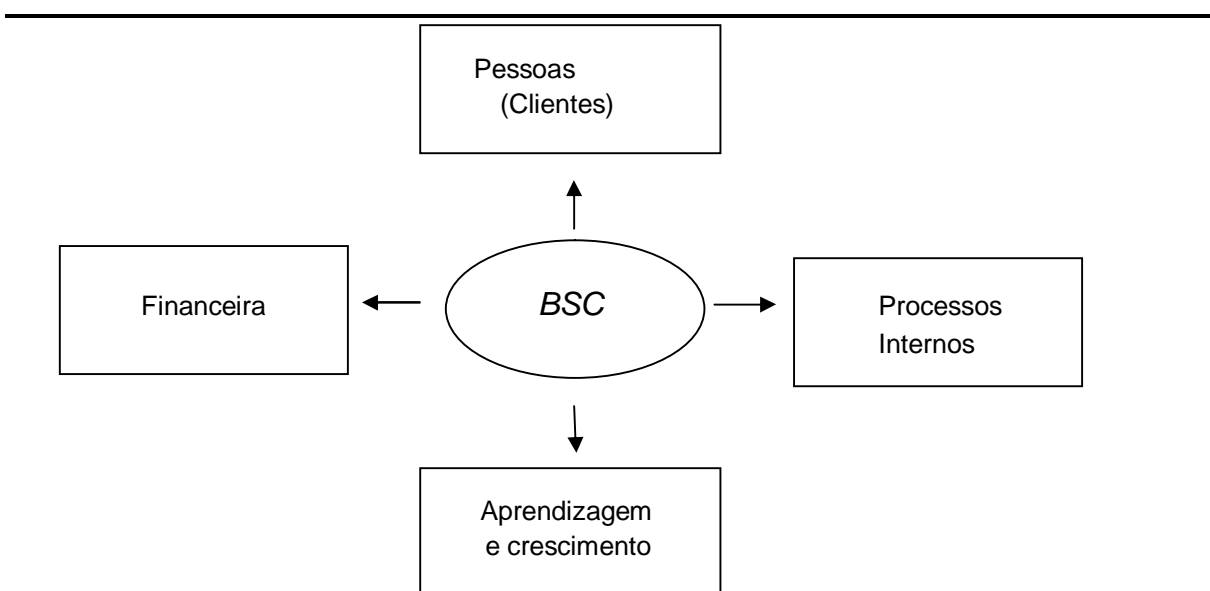 Pessoas
(Clientes)
Financeira
BSC
Processos
Internos
Aprendizagem
e crescimento